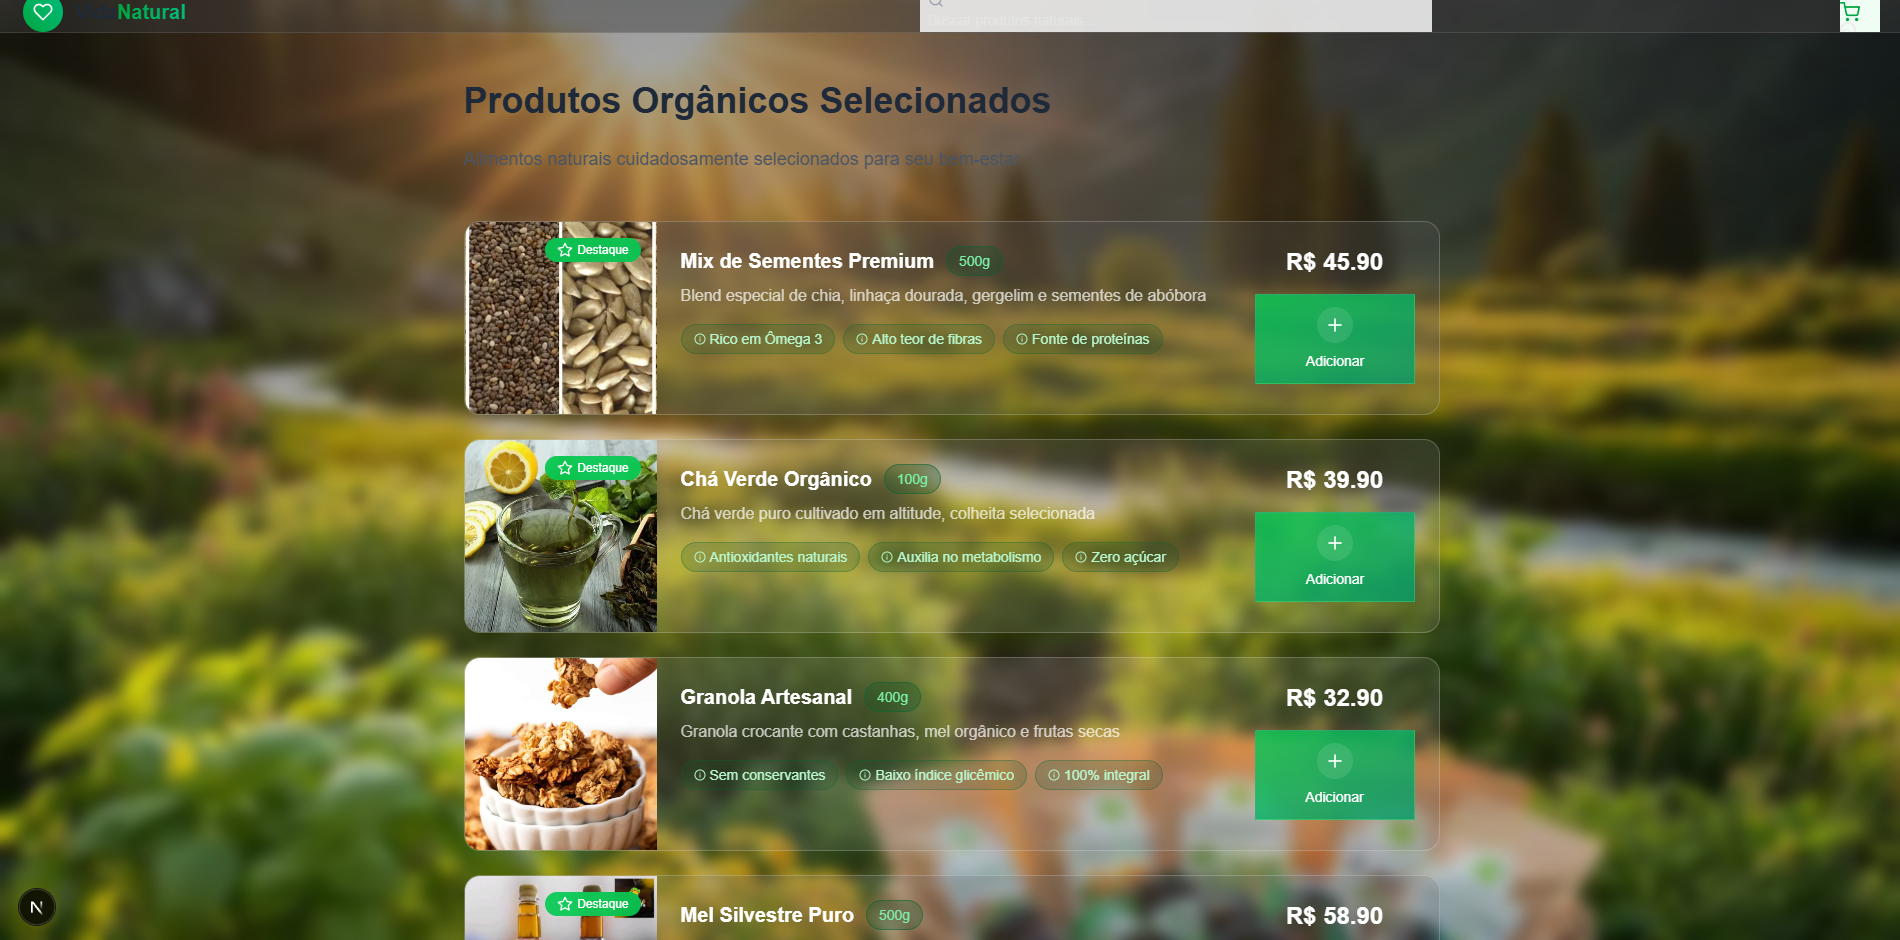 Natural
Buscar produtos naturais...
Produtos Orgânicos Selecionados
Alimentos naturais cuidadosamente selecionados para seu bem-estar
Destaque
Mix de Sementes Premium 500g
Blend especial de chia, linhaça dourada, gergelim e sementes de abóbora
Rico em Ômega 3 Alto teor de fibras Fonte de proteínas
R$ 45.90
Adicionar
Destaque
Chá Verde Orgânico 100g
Chá verde puro cultivado em altitude, colheita selecionada
Antioxidantes naturais Auxilia no metabolismo Zero açúcar
R$ 39.90
Adicionar
Granola Artesanal 400g
Granola crocante com castanhas, mel orgânico e frutas secas
Sem conservantes Baixo índice glicêmico 100% integral
R$ 32.90
Adicionar
Destaque
Mel Silvestre Puro 500g
R$ 58.90
N